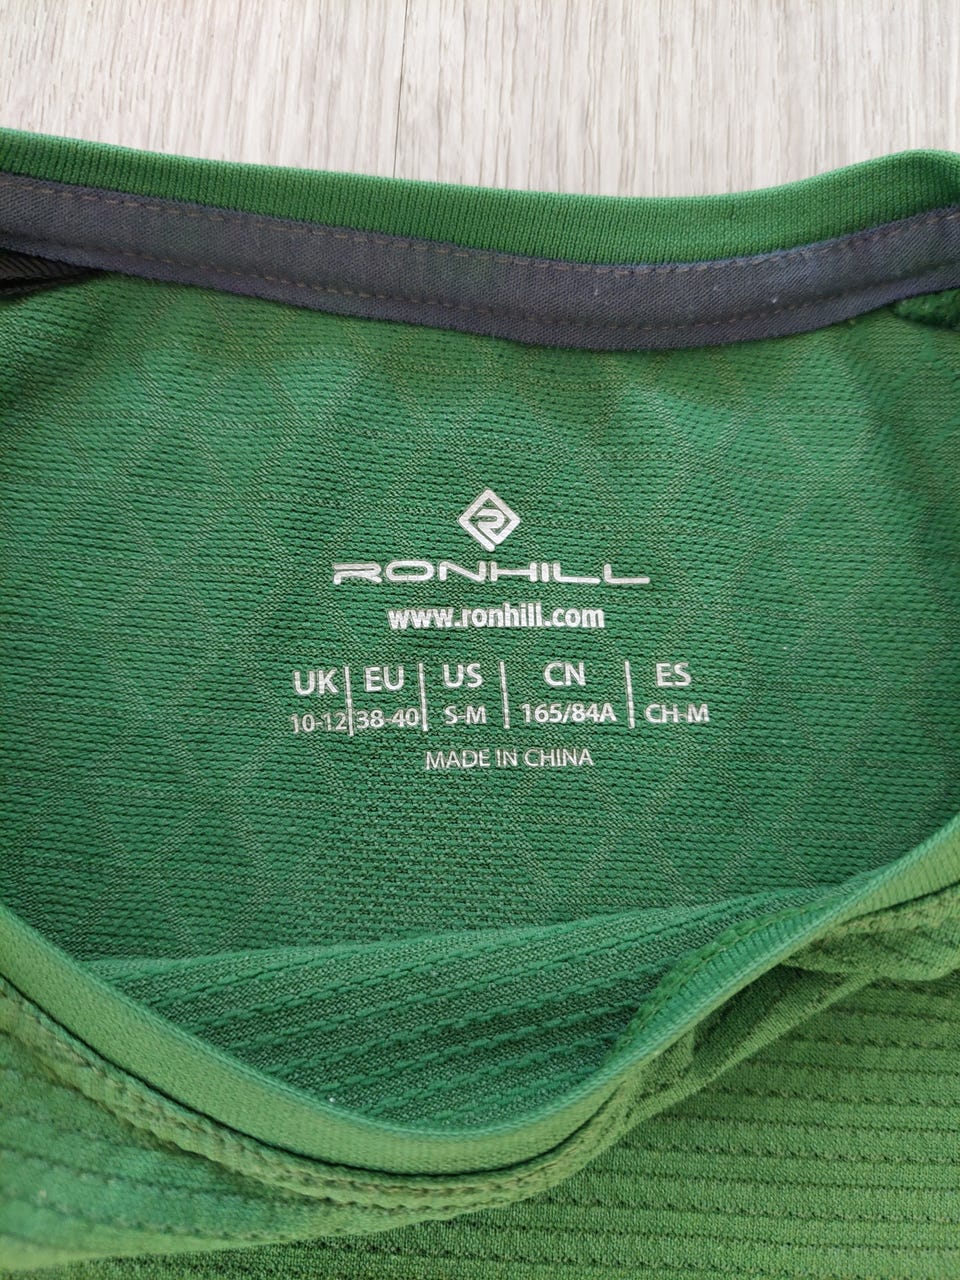 RONHILL
www.ronhill.com
UK EU US CN ES
10-12 38-40 S-M 165/84A CH-M
MADE IN CHINA